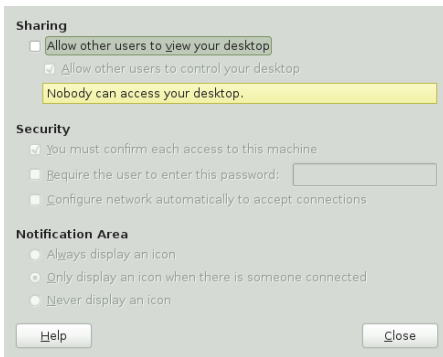 Sharing
Allow other users to view your desktop
Allow other users to control your desktop
Nobody can access your desktop.
Security
You must confirm each access to this machine
Require the user to enter this password:
Configure network automatically to accept connections
Notification Area
Always display an icon
Only display an icon when there is someone connected
Never display an icon
Help
Close